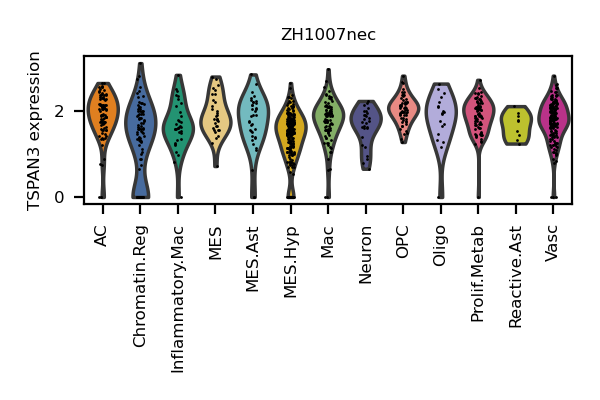 ZH1007nec
TSPAN3 expression
2
0
AC
Chromatin.Reg
Inflammatory.Mac
MES
MES.Ast
MES.Hyp
Mac
Neuron
OPC
Oligo
Prolif.Metab
Reactive.Ast
Vasc